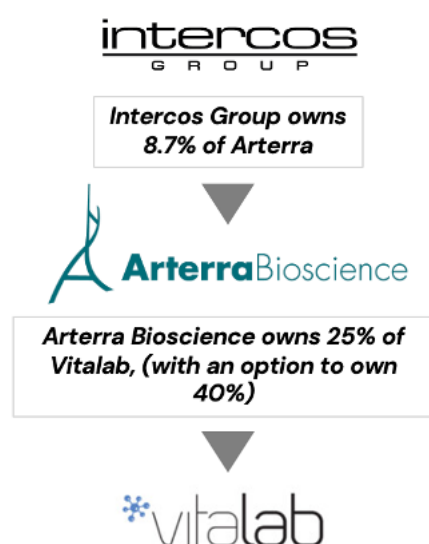 intercos
GROUP
Intercos Group owns
8.7% of Arterra
ArterraBioscience
Arterra Bioscience owns 25% of
Vitalab, (with an option to own
40%)
vitalab